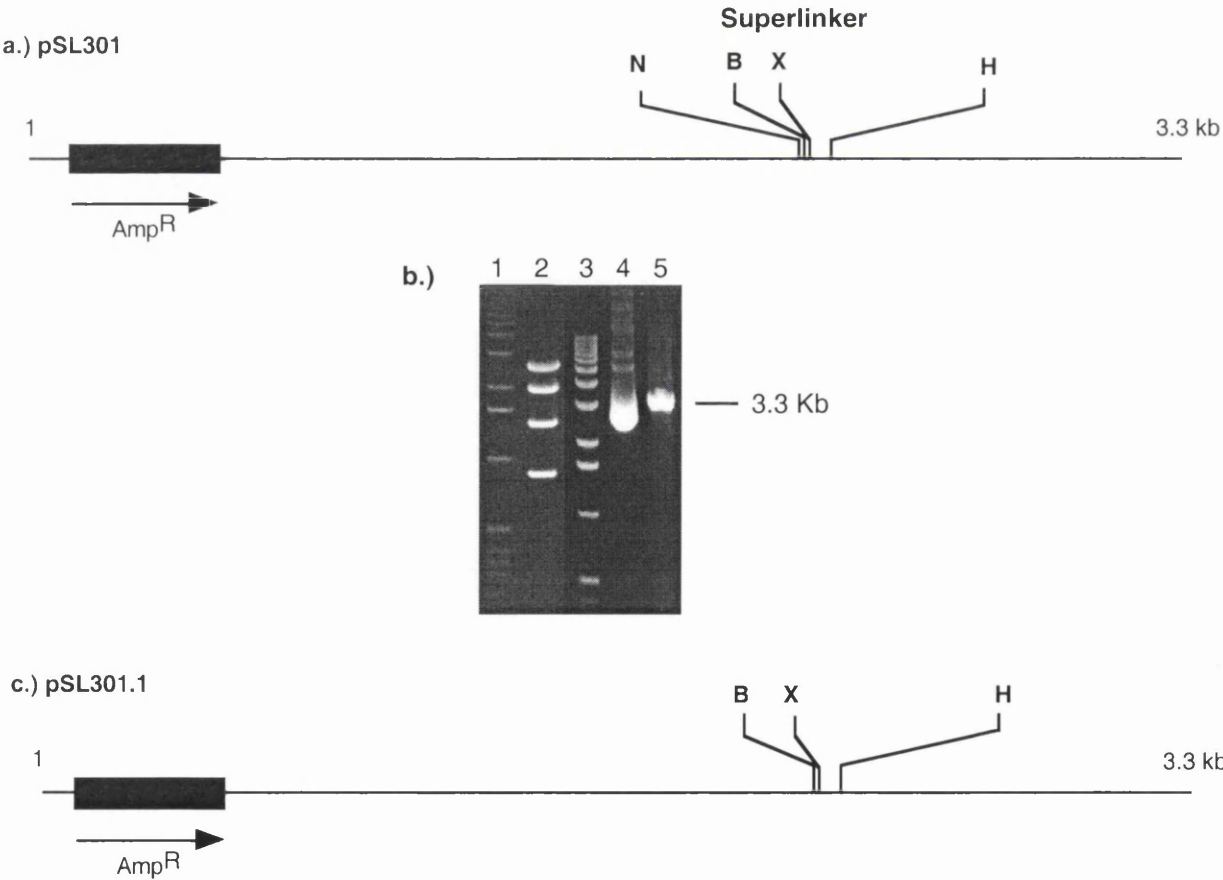 Superlinker
a.) pSL301
N B X H
1 3.3 kb
AmpR
b.) 1 2 3 4 5
3.3 Kb
c.) pSL301.1
B X H
1 3.3 kb
AmpR